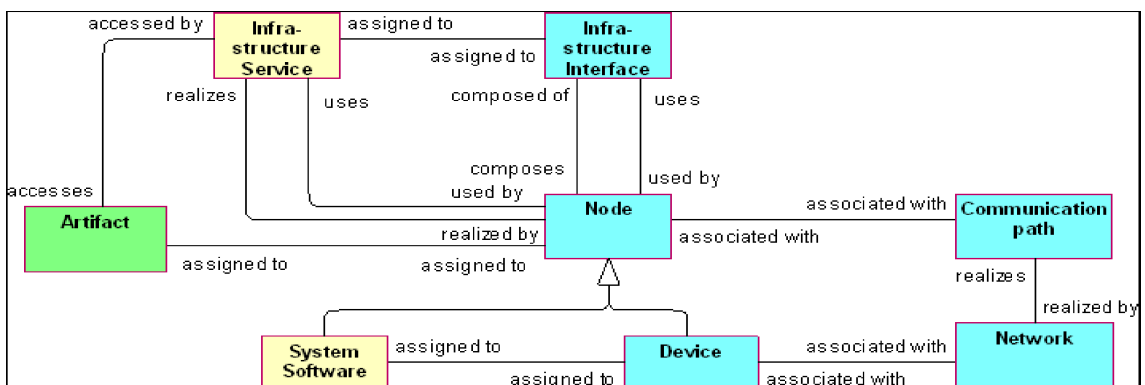 accessed by
Infra-
structure
Service
assigned to
assigned to
Infra-
structure
Interface
realizes
uses
composed of
uses
accesses
composes
used by
used by
Artifact
Node
associated with
Communication
path
realized by
associated with
assigned to
assigned to
realizes
realized by
System
Software
assigned to
assigned to
Device
associated with
associated with
Network